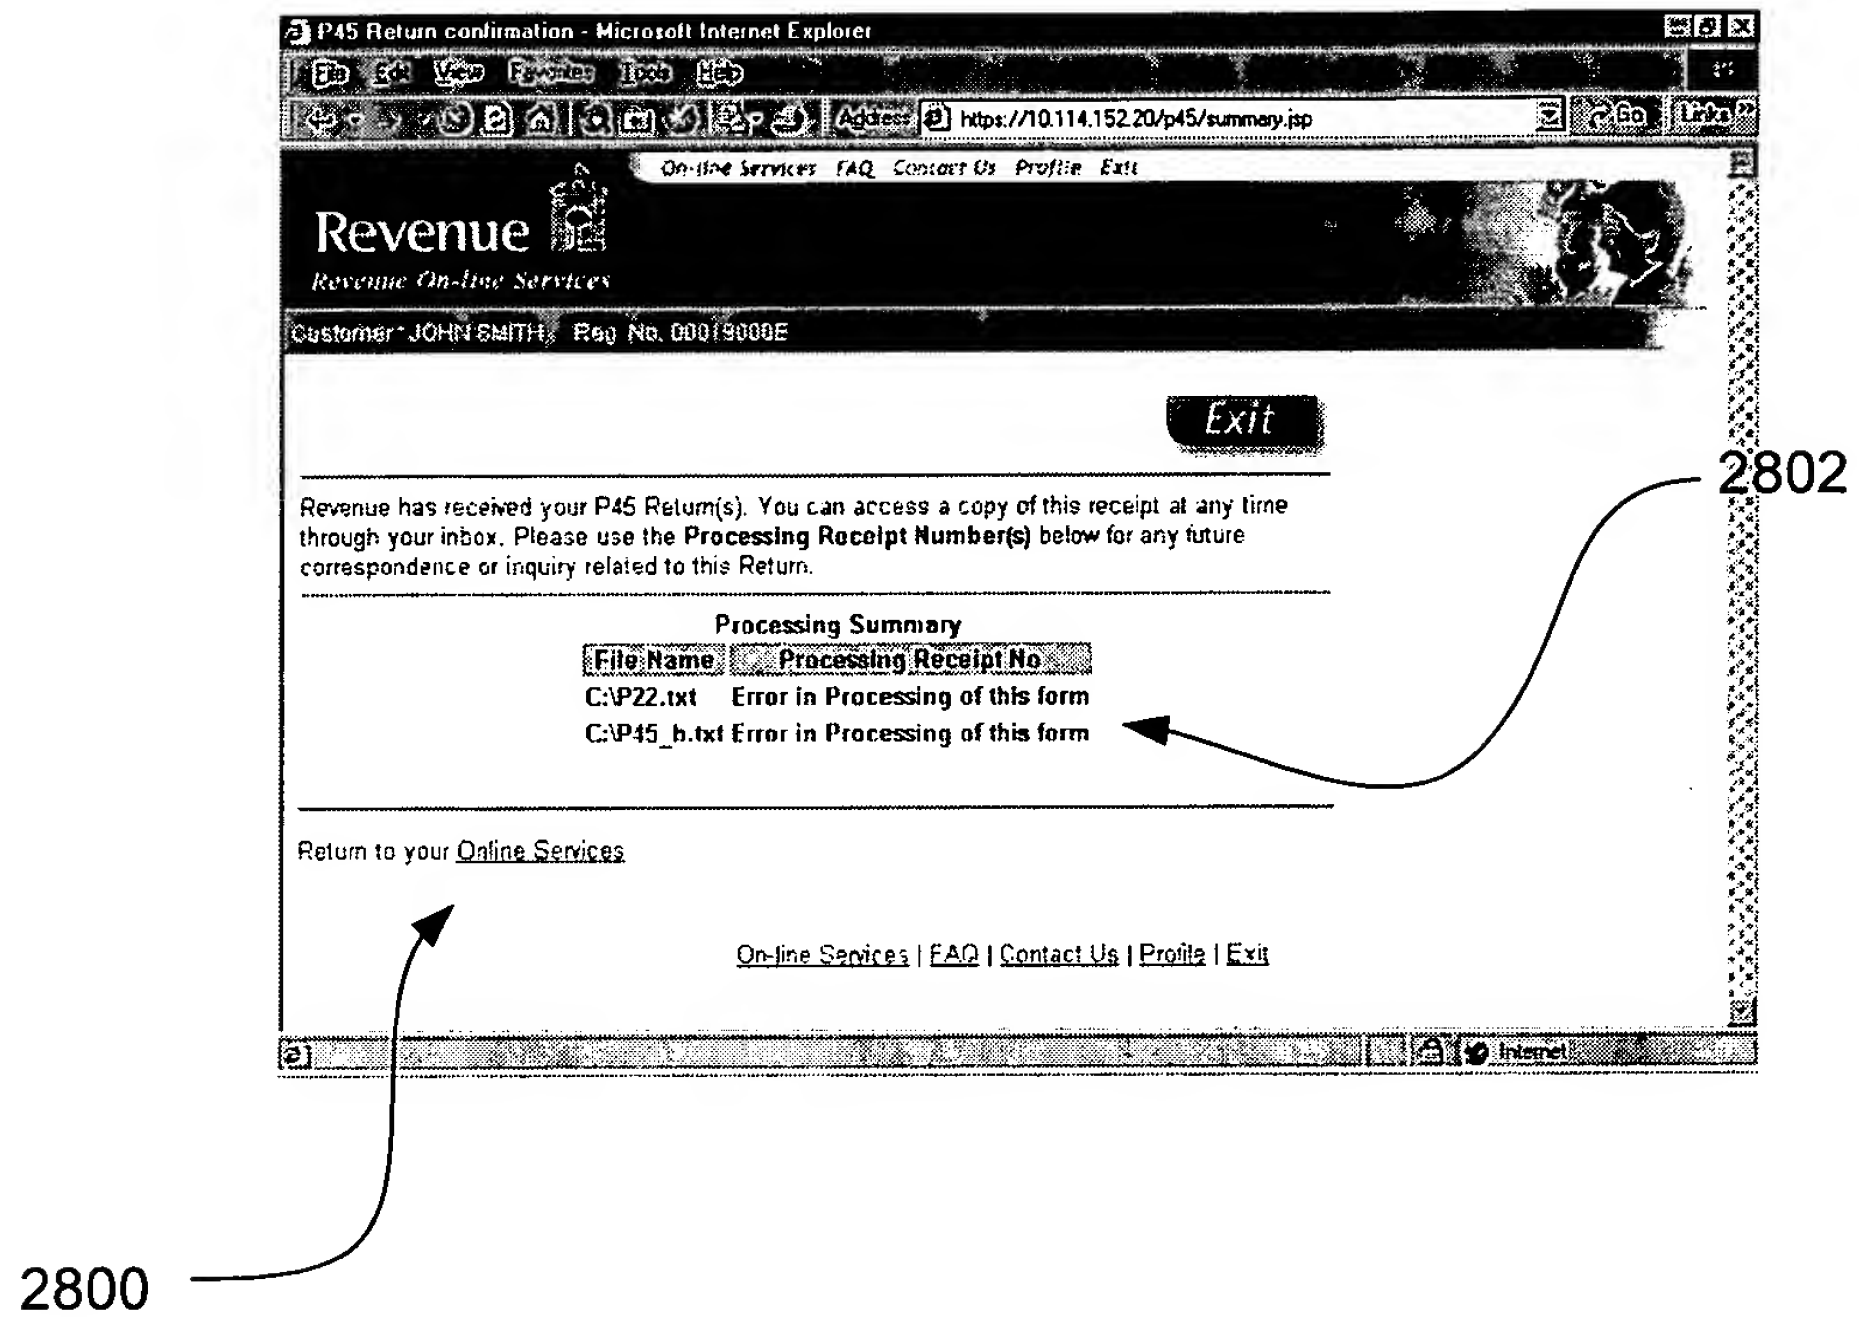 P45 Return confirmation - Microsoft Internet Explorer
File Edit View Favorites Tools Help
Address https://10.114.152.20/p45/summary.jsp Go Links »
On-line Services FAQ Contact Us Profile Exit
Revenue
Revenue On-line Services
Customer: JOHN SMITH, Reg No. 00019000E
Exit
2802
Revenue has received your P45 Return(s). You can access a copy of this receipt at any time
through your inbox. Please use the Processing Receipt Number(s) below for any future
correspondence or inquiry related to this Return.
Processing Summary
File Name Processing Receipt No
C:\P22.txt Error in Processing of this form
C:\P45_h.txt Error in Processing of this form
Return to your Online Services
On-line Services | FAQ | Contact Us | Profile | Exit
Internet
2800